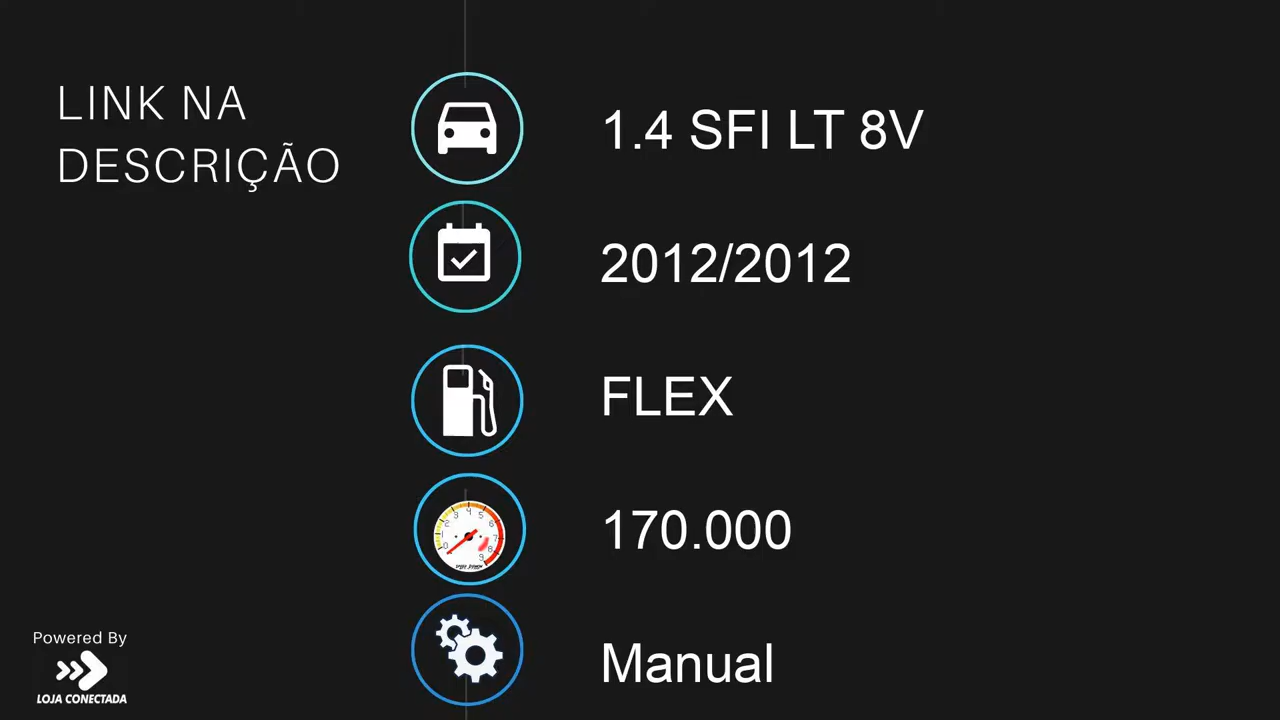 LINK NA
DESCRIÇÃO
1.4 SFI LT 8V
2012/2012
FLEX
170.000
Manual
Powered By
LOJA CONECTADA